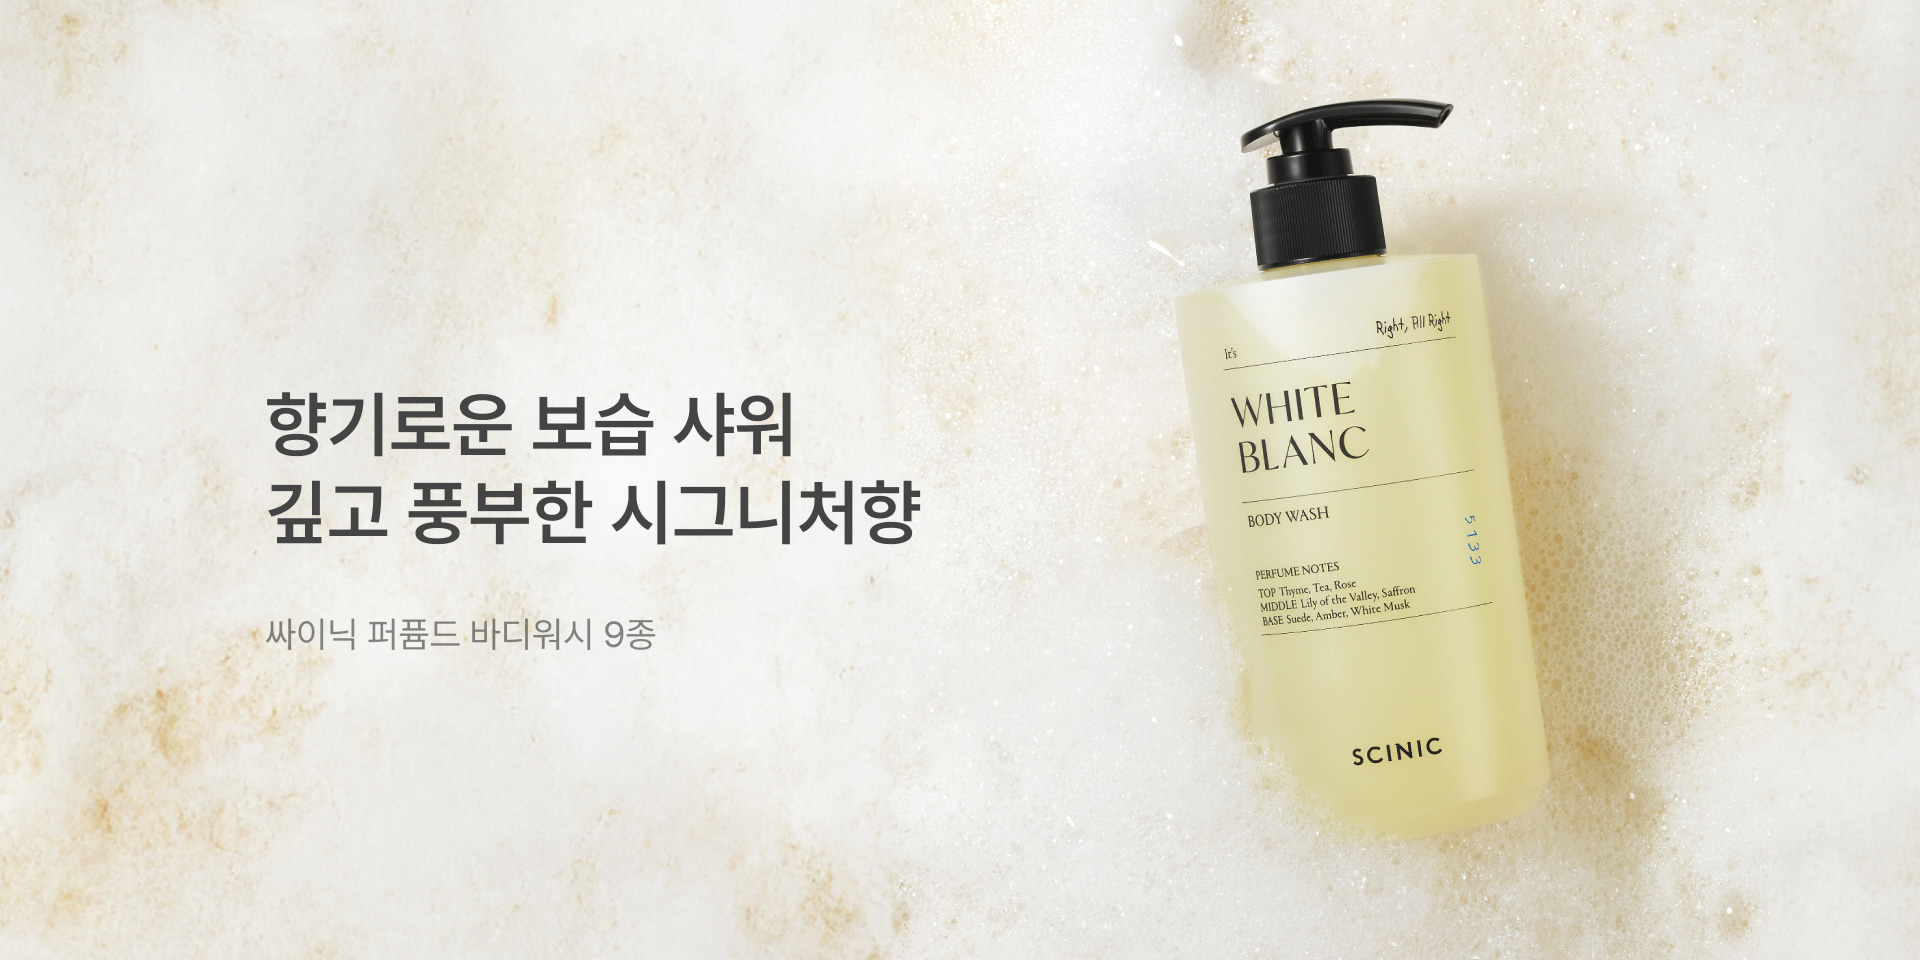 향기로운 보습 샤워
깊고 풍부한 시그니처향
싸이닉 퍼퓸드 바디워시 9종
Right, All Right
It's
WHITE
BLANC
BODY WASH
5133
PERFUME NOTES
TOP Thyme, Tea, Rose
MIDDLE Lily of the Valley, Saffron
BASE Suede, Amber, White Musk
SCINIC